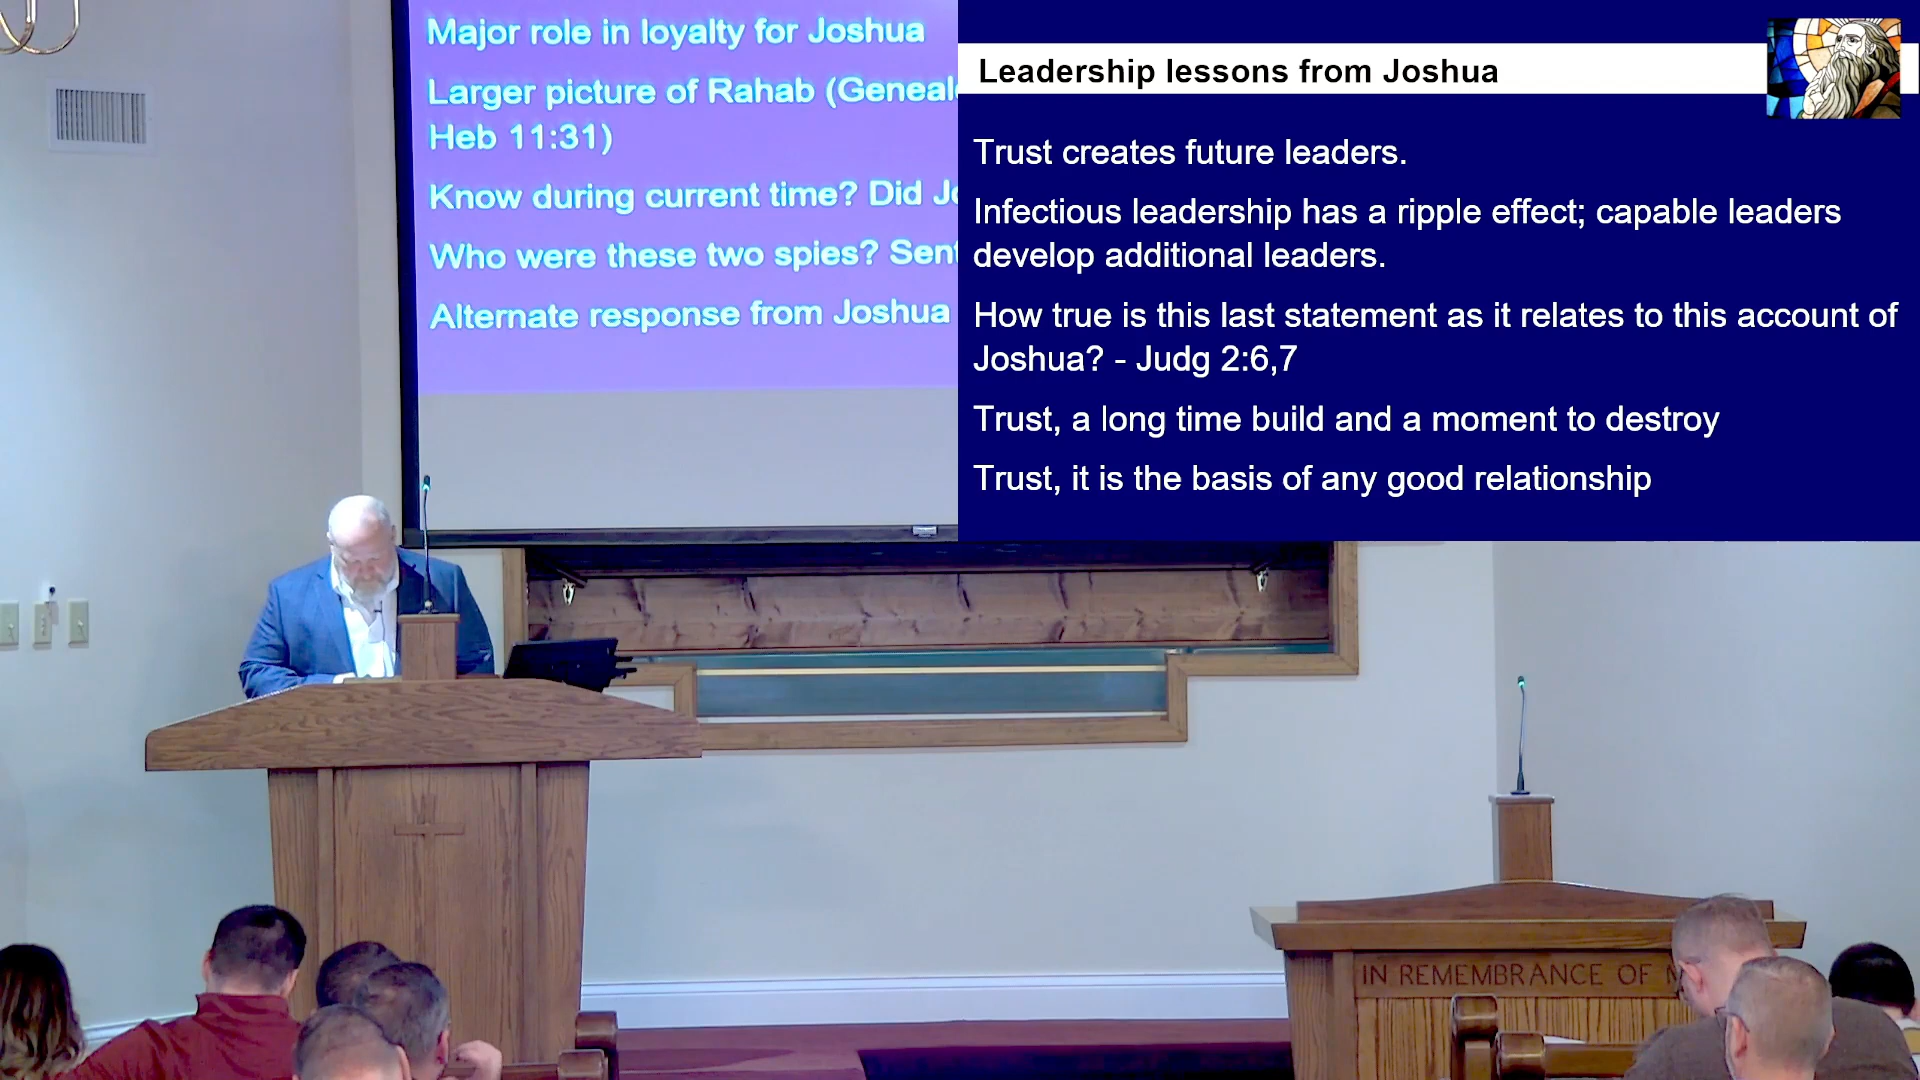 Major role in loyalty for Joshua
Larger picture of Rahab
Heb 11:31)
Know during current time? Did
Who were these two spies? Sent
Alternate response from Joshua
Leadership lessons from Joshua
Trust creates future leaders.
Infectious leadership has a ripple effect; capable leaders
develop additional leaders.
How true is this last statement as it relates to this account of
Joshua? - Judg 2:6,7
Trust, a long time build and a moment to destroy
Trust, it is the basis of any good relationship
IN REMEMBRANCE OF